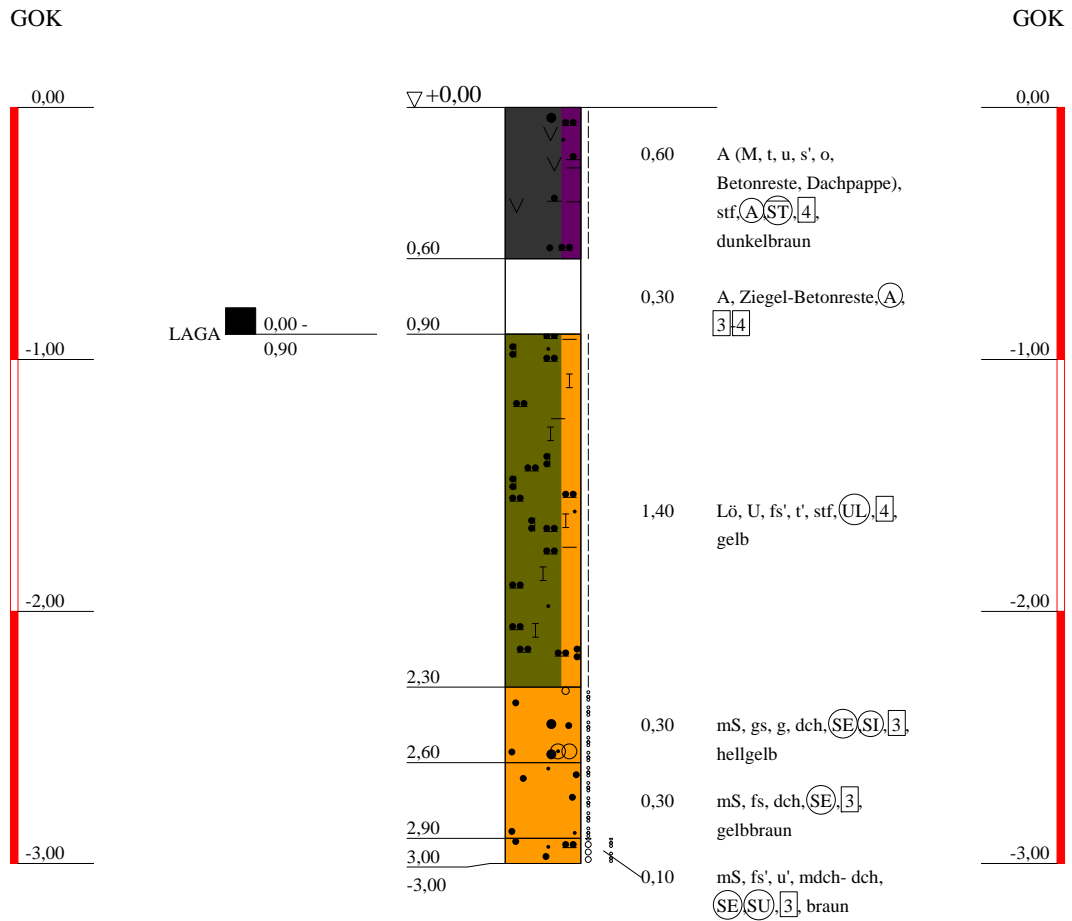 GOK
GOK
0,00
+0,00
0,00
0,60
A (M, t, u, s', o,
Betonreste, Dachpappe),
stf, A, ST, 4,
dunkelbraun
0,60
0,30
A, Ziegel-Betonreste, A,
3-4
LAGA
0,00 -
0,90
0,90
-1,00
-1,00
1,40
Lö, U, fs', t', stf, UL, 4,
gelb
-2,00
-2,00
2,30
0,30
mS, gs, g, dch, SE, SI, 3,
hellgelb
2,60
0,30
mS, fs, dch, SE, 3,
gelbbraun
2,90
3,00
-3,00
-3,00
-3,00
0,10
mS, fs', u', mdch- dch,
SE, SU, 3, braun